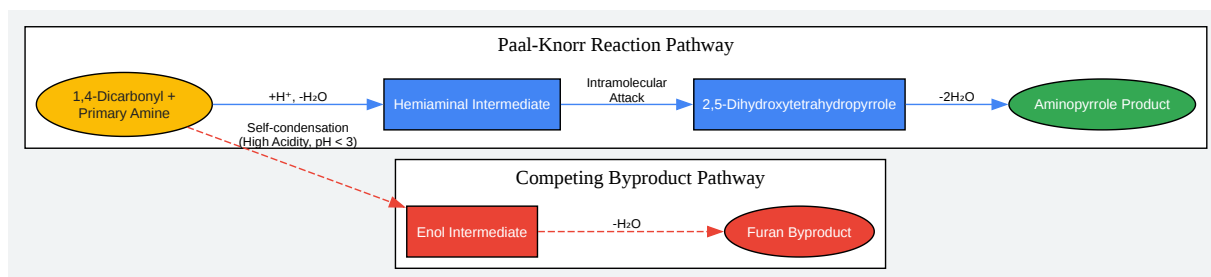 Paal-Knorr Reaction Pathway
1,4-Dicarbonyl +
Primary Amine
+H⁺, -H₂O
Hemiaminal Intermediate
Intramolecular
Attack
2,5-Dihydroxytetrahydropyrrole
-2H₂O
Aminopyrrole Product
Self-condensation
(High Acidity, pH < 3)
Competing Byproduct Pathway
Enol Intermediate
-H₂O
Furan Byproduct